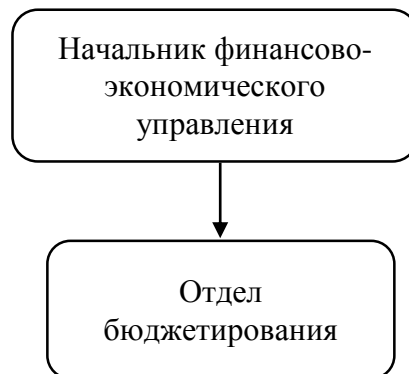 Начальник финансово-
экономического
управления
Отдел
бюджетирования